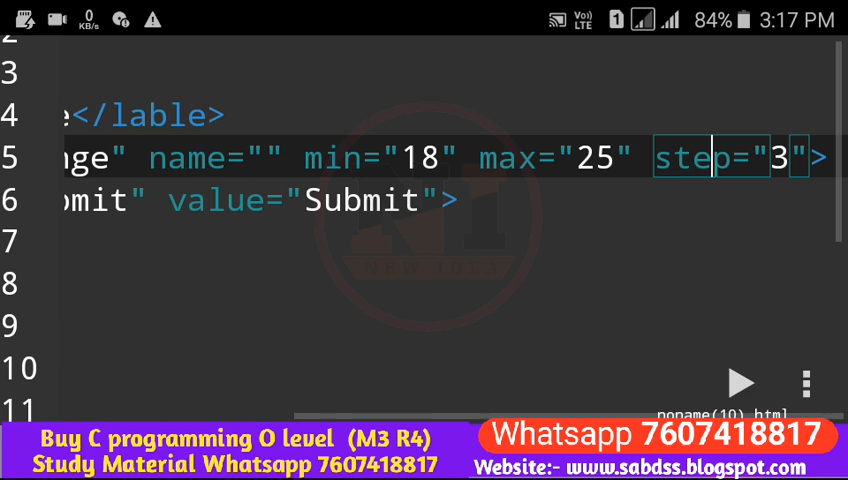 0
KB/s
Vo))
LTE
1
84%
3:17 PM
2
3
4 e</lable>
5 nge" name="" min="18" max="25" step="3">
6 omit" value="Submit">
7
8
9
10
11
noname(10).html
NEW IDES
Buy C programming O level (M3 R4)
Study Material Whatsapp 7607418817
Whatsapp 7607418817
Website:- www.sabdss.blogspot.com